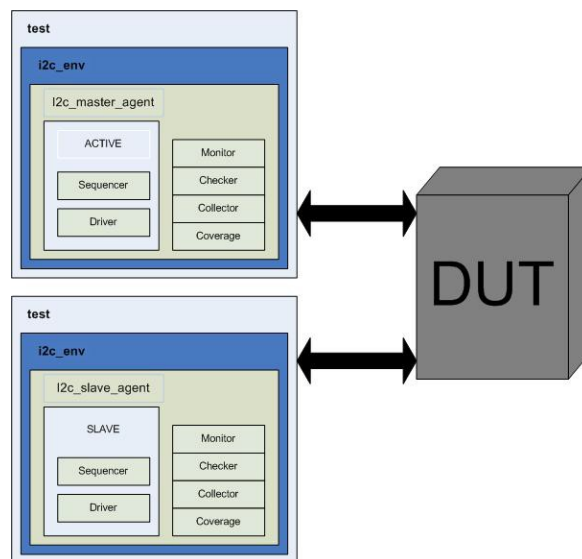 test
i2c_env
I2c_master_agent
ACTIVE
Sequencer
Driver
Monitor
Checker
Collector
Coverage
DUT
test
i2c_env
I2c_slave_agent
SLAVE
Sequencer
Driver
Monitor
Checker
Collector
Coverage